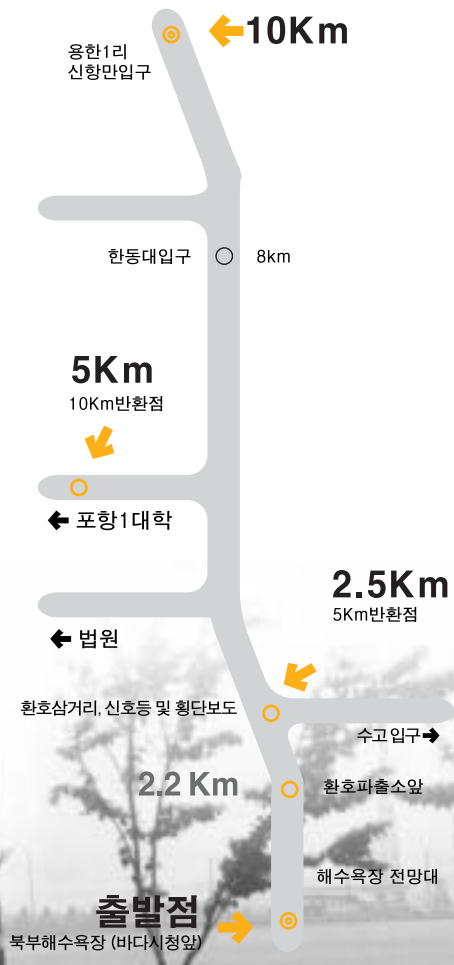 10Km
용한1리
신항만입구
한동대입구
8km
5Km
10Km반환점
포항1대학
2.5Km
5Km반환점
법원
환호삼거리, 신호등 및 횡단보도
수고 입구
2.2 Km
환호파출소앞
해수욕장 전망대
출발점
북부해수욕장 (바다시청앞)